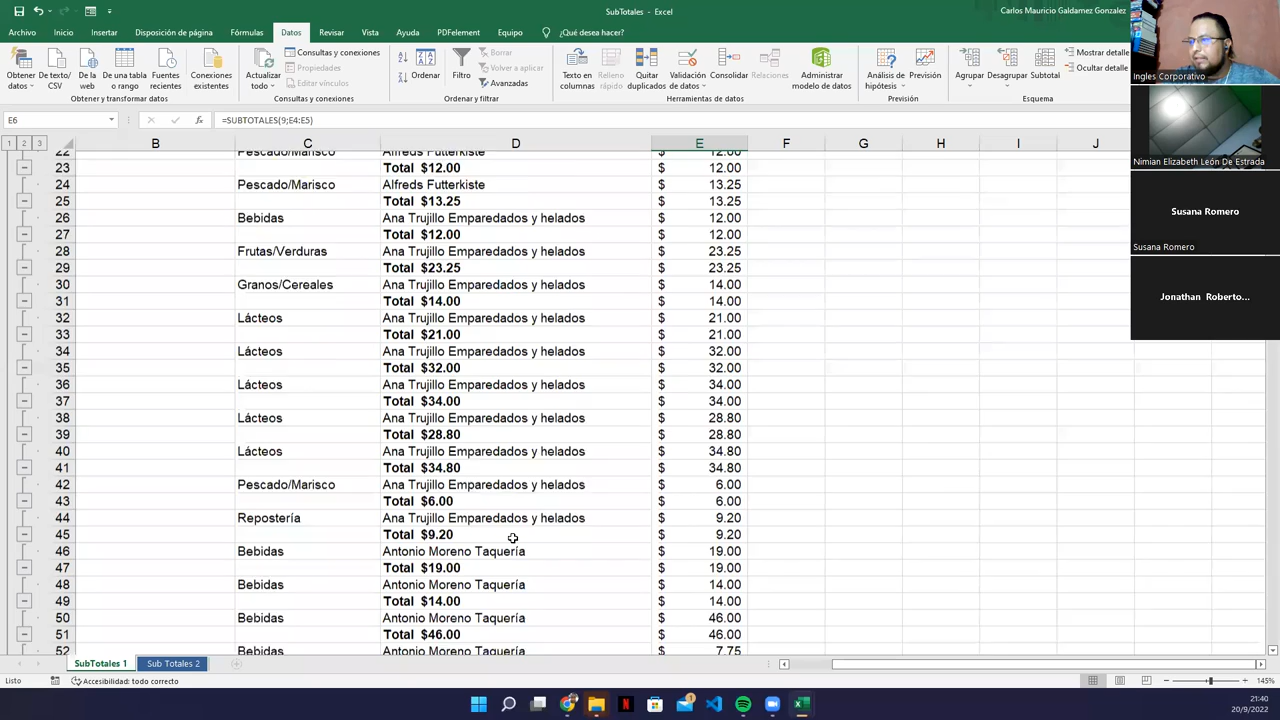 SubTotales - Excel
Carlos Mauricio Galdamez Gonzalez
Archivo Inicio Insertar Disposición de página Fórmulas Datos Revisar Vista Ayuda PDFelement Equipo ¿Qué desea hacer?
Obtener datos
De texto/CSV
De la web
De una tabla o rango
Fuentes recientes
Conexiones existentes
Obtener y transformar datos
Actualizar todo
Consultas y conexiones
Propiedades
Editar vínculos
Consultas y conexiones
Ordenar
Filtro
Borrar
Volver a aplicar
Avanzadas
Ordenar y filtrar
Texto en columnas
Relleno rápido
Quitar duplicados
Validación de datos
Consolidar
Relaciones
Administrar modelo de datos
Herramientas de datos
Análisis de hipótesis
Previsión
Previsión
Agrupar
Desagrupar
Subtotal
Mostrar detalle
Ocultar detalle
Esquema
E6 fx =SUBTOTALES(9;E4:E5)
1 2 3 B C D E F G H I J
22 Pescado/Marisco Alfreds Futterkiste $ 12.00
23 Total $12.00 $ 12.00
24 Pescado/Marisco Alfreds Futterkiste $ 13.25
25 Total $13.25 $ 13.25
26 Bebidas Ana Trujillo Emparedados y helados $ 12.00
27 Total $12.00 $ 12.00
28 Frutas/Verduras Ana Trujillo Emparedados y helados $ 23.25
29 Total $23.25 $ 23.25
30 Granos/Cereales Ana Trujillo Emparedados y helados $ 14.00
31 Total $14.00 $ 14.00
32 Lácteos Ana Trujillo Emparedados y helados $ 21.00
33 Total $21.00 $ 21.00
34 Lácteos Ana Trujillo Emparedados y helados $ 32.00
35 Total $32.00 $ 32.00
36 Lácteos Ana Trujillo Emparedados y helados $ 34.00
37 Total $34.00 $ 34.00
38 Lácteos Ana Trujillo Emparedados y helados $ 28.80
39 Total $28.80 $ 28.80
40 Lácteos Ana Trujillo Emparedados y helados $ 34.80
41 Total $34.80 $ 34.80
42 Pescado/Marisco Ana Trujillo Emparedados y helados $ 6.00
43 Total $6.00 $ 6.00
44 Repostería Ana Trujillo Emparedados y helados $ 9.20
45 Total $9.20 $ 9.20
46 Bebidas Antonio Moreno Taquería $ 19.00
47 Total $19.00 $ 19.00
48 Bebidas Antonio Moreno Taquería $ 14.00
49 Total $14.00 $ 14.00
50 Bebidas Antonio Moreno Taquería $ 46.00
51 Total $46.00 $ 46.00
52 Bebidas Antonio Moreno Taquería $ 7.75
Ingles Corporativo
Nimian Elizabeth León De Estrada
Susana Romero
Susana Romero
Jonathan Roberto...
SubTotales 1 Sub Totales 2
Listo Accesibilidad: todo correcto 145%
21:40
20/9/2022